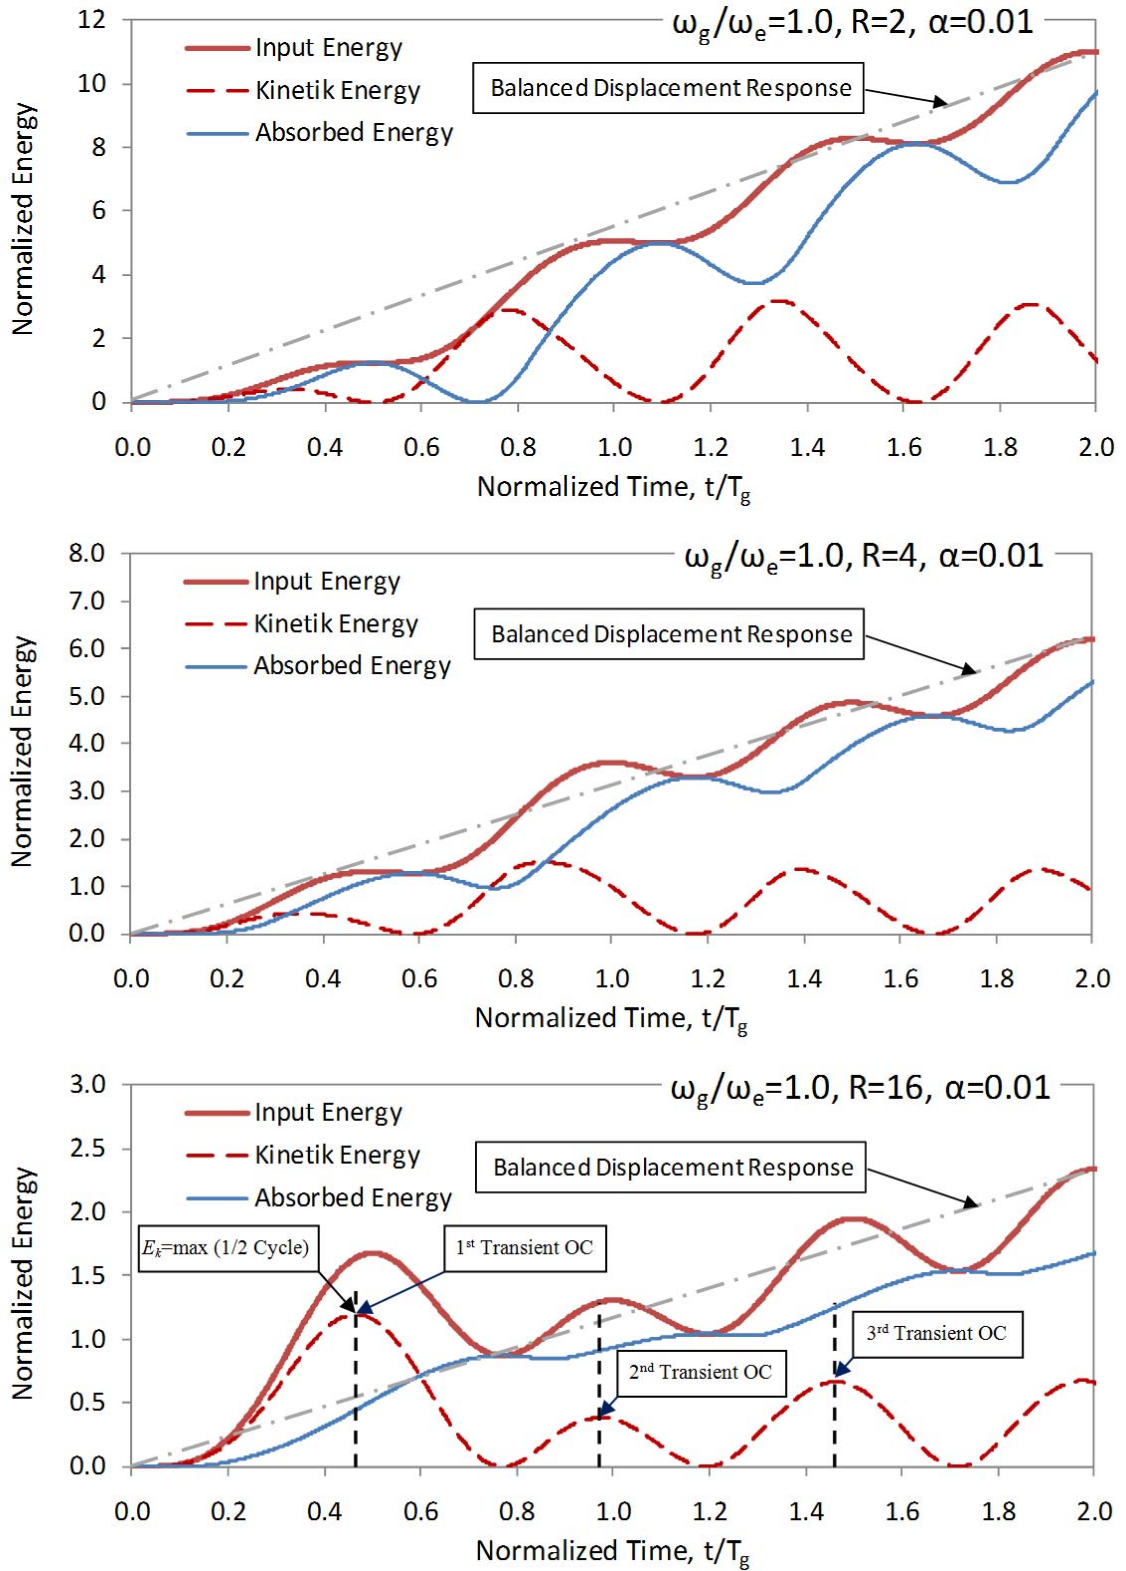 ωg/ωe=1.0, R=2, α=0.01
12
10
8
6
4
2
0
Normalized Energy
Input Energy
Kinetik Energy
Absorbed Energy
Balanced Displacement Response
0.0 0.2 0.4 0.6 0.8 1.0 1.2 1.4 1.6 1.8 2.0
Normalized Time, t/Tg
ωg/ωe=1.0, R=4, α=0.01
8.0
7.0
6.0
5.0
4.0
3.0
2.0
1.0
0.0
Normalized Energy
Input Energy
Kinetik Energy
Absorbed Energy
Balanced Displacement Response
0.0 0.2 0.4 0.6 0.8 1.0 1.2 1.4 1.6 1.8 2.0
Normalized Time, t/Tg
ωg/ωe=1.0, R=16, α=0.01
3.0
2.5
2.0
1.5
1.0
0.5
0.0
Normalized Energy
Input Energy
Kinetik Energy
Absorbed Energy
Balanced Displacement Response
Ek=max (1/2 Cycle)
1st Transient OC
2nd Transient OC
3rd Transient OC
0.0 0.2 0.4 0.6 0.8 1.0 1.2 1.4 1.6 1.8 2.0
Normalized Time, t/Tg